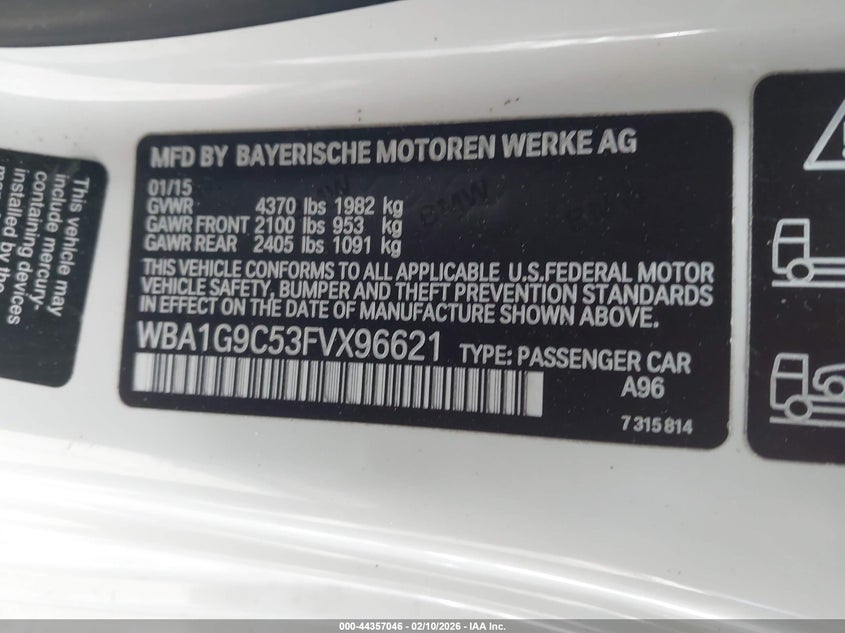 This vehicle may
include mercury-
containing devices
installed by the
MFD BY BAYERISCHE MOTOREN WERKE AG
01/15
GVWR 4370 lbs 1982 kg
GAWR FRONT 2100 lbs 953 kg
GAWR REAR 2405 lbs 1091 kg
THIS VEHICLE CONFORMS TO ALL APPLICABLE U.S.FEDERAL MOTOR
VEHICLE SAFETY, BUMPER AND THEFT PREVENTION STANDARDS
IN EFFECT ON THE DATE OF MANUFACTURE SHOWN ABOVE.
WBA1G9C53FVX96621 TYPE: PASSENGER CAR
A96
7 315 814
000-44357046 - 02/10/2026 - IAA Inc.